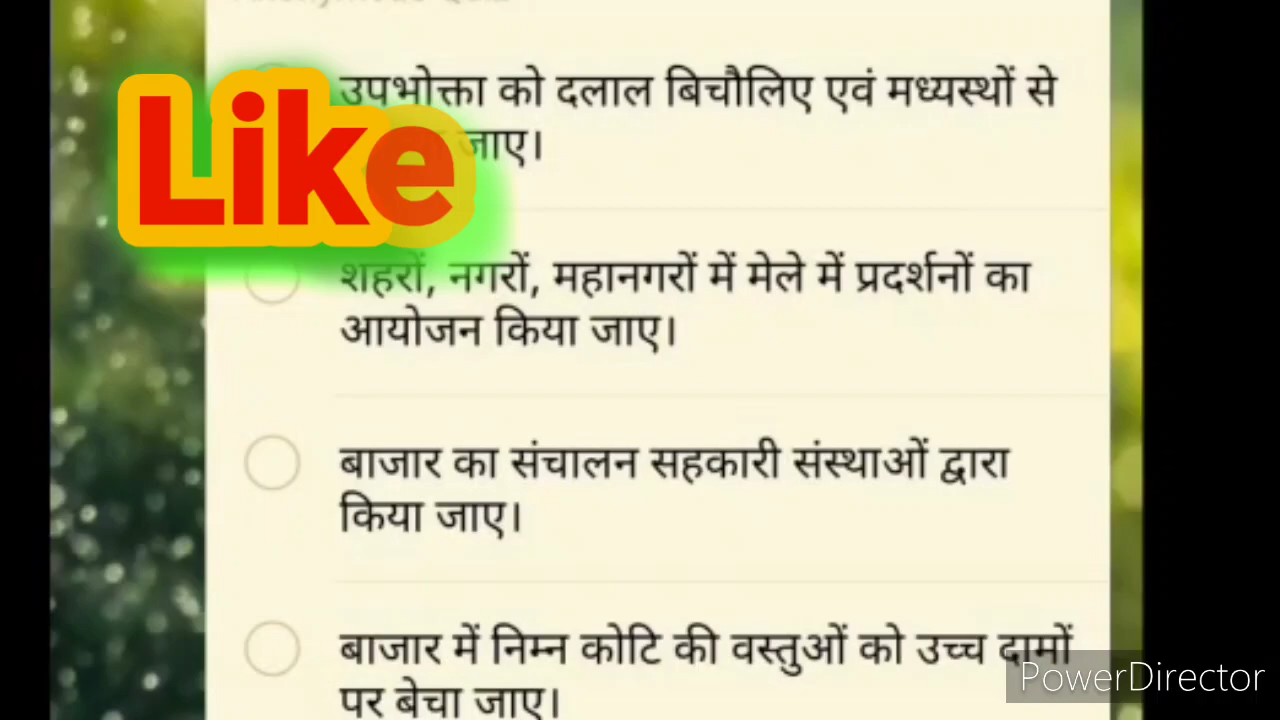 उपभोक्ता को दलाल बिचौलिए एवं मध्यस्थों से
जाए।
Like
शहरों, नगरों, महानगरों में मेले में प्रदर्शनों का
आयोजन किया जाए।
बाजार का संचालन सहकारी संस्थाओं द्वारा
किया जाए।
बाजार में निम्न कोटि की वस्तुओं को उच्च दामों
पर बेचा जाए।
PowerDirector